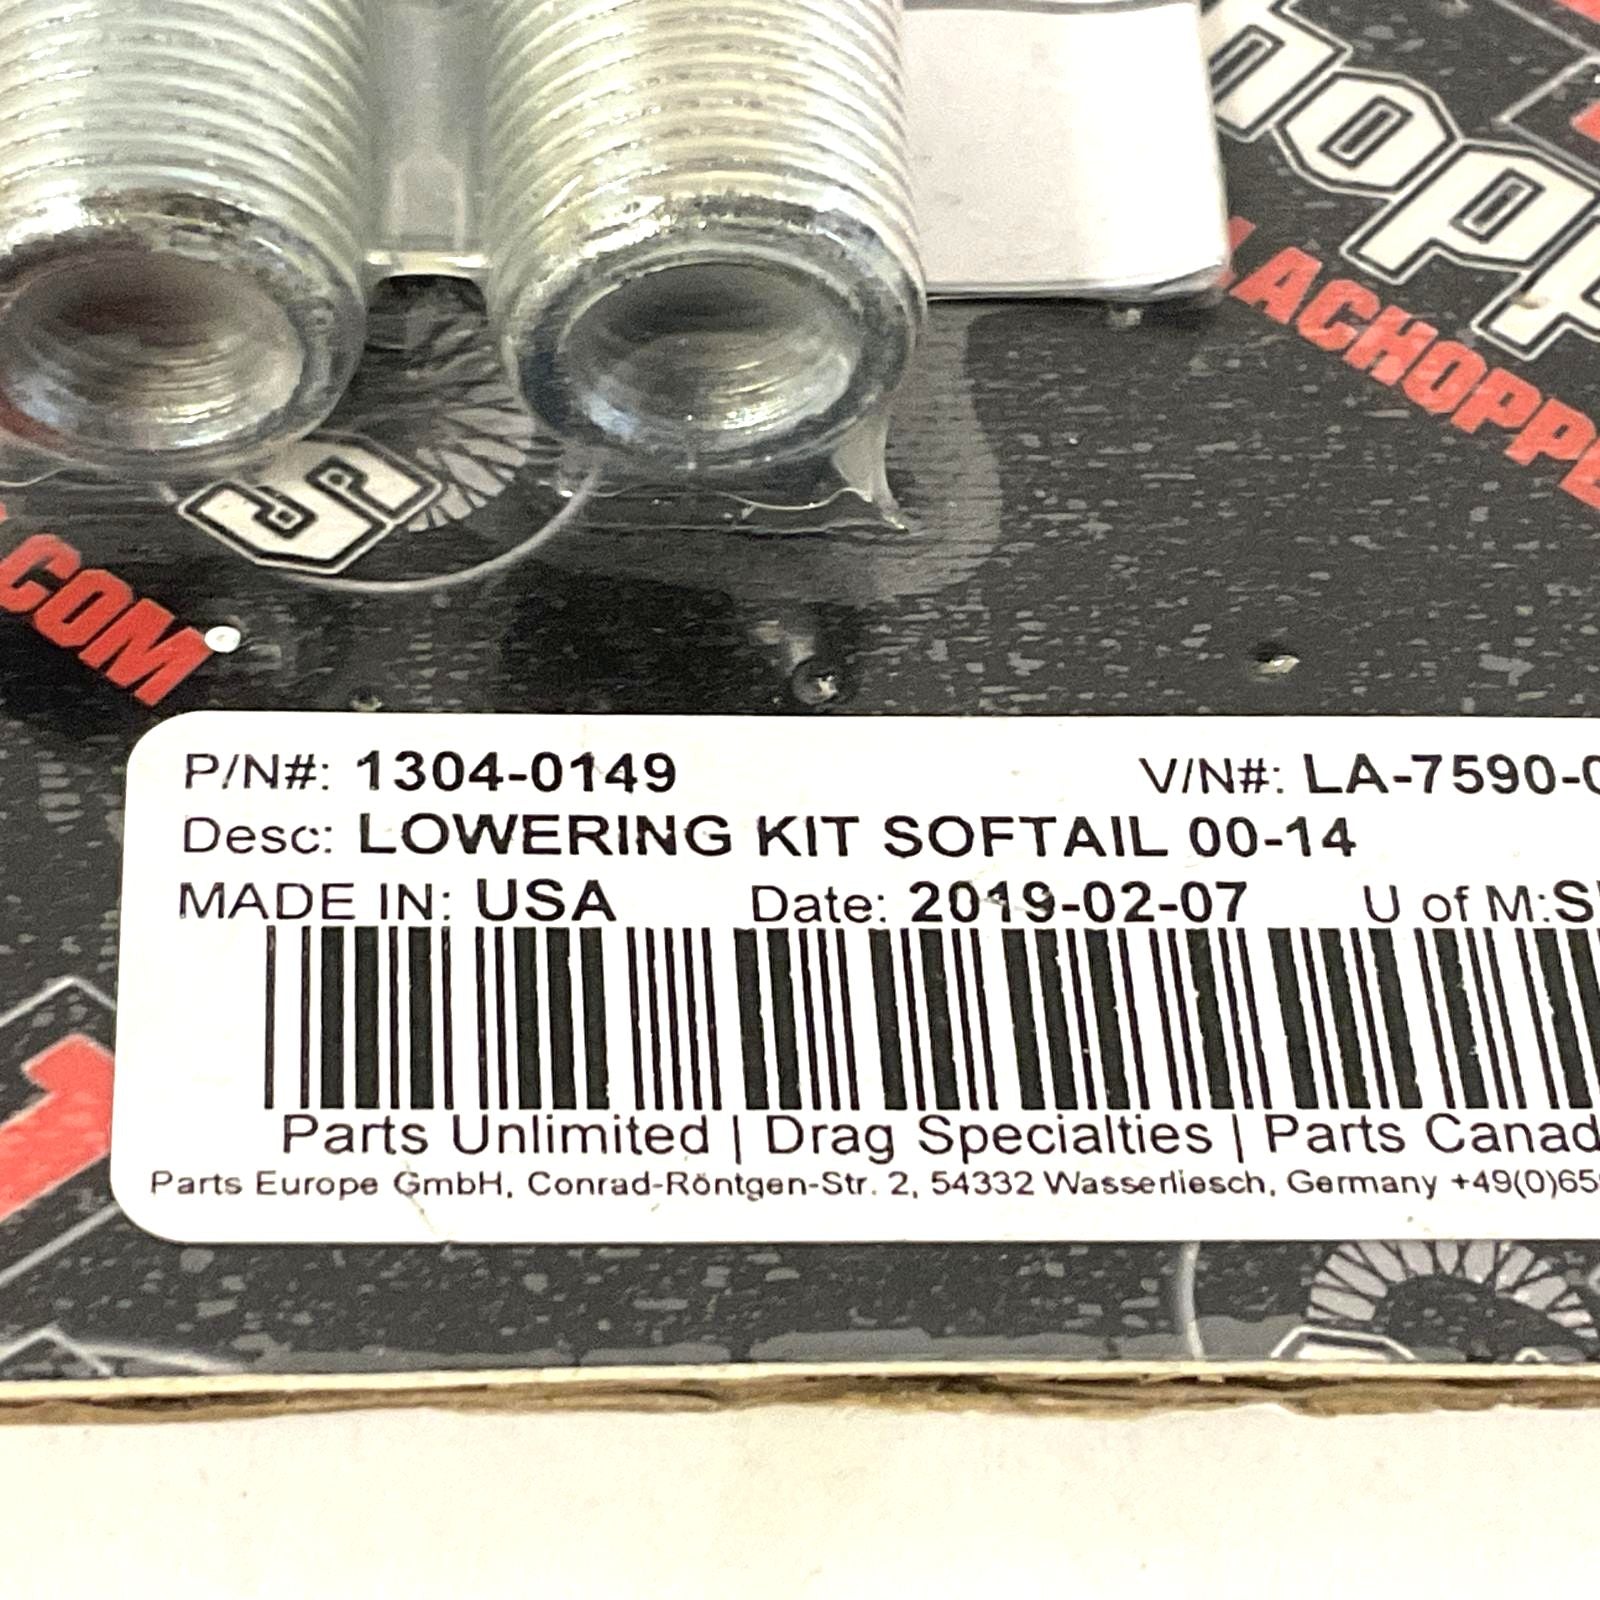 hopp
LACHOPPE
.COM
P/N#: 1304-0149 V/N#: LA-7590-0
Desc: LOWERING KIT SOFTAIL 00-14
MADE IN: USA Date: 2019-02-07 U of M:S
Parts Unlimited | Drag Specialties | Parts Canad
Parts Europe GmbH, Conrad-Röntgen-Str. 2, 54332 Wasserliesch, Germany +49(0)65